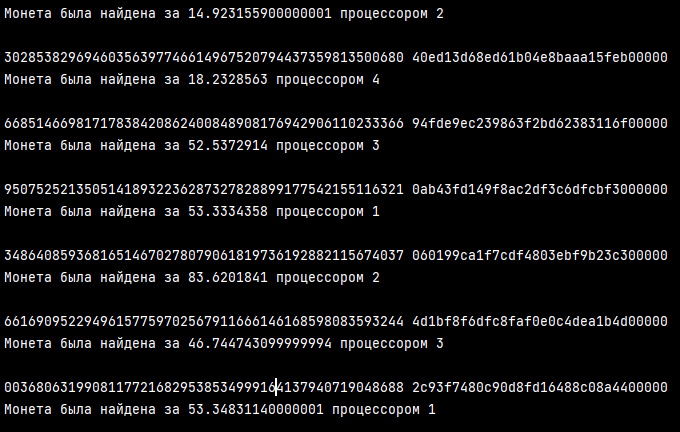 Монета была найдена за 14.923155900000001 процессором 2
30285382969460356397746614967520794437359813500680 40ed13d68ed61b04e8baaa15feb00000
Монета была найдена за 18.2328563 процессором 4
66851466981717838420862400848908176942906110233366 94fde9ec239863f2bd62383116f00000
Монета была найдена за 52.5372914 процессором 3
95075252135051418932236287327828899177542155116321 0ab43fd149f8ac2df3c6dfcbf3000000
Монета была найдена за 53.3334358 процессором 1
34864085936816514670278079061819736192882115674037 060199ca1f7cdf4803ebf9b23c300000
Монета была найдена за 83.6201841 процессором 2
66169095229496157759702567911666146168598083593244 4d1bf8f6dfc8faf0e0c4dea1b4d00000
Монета была найдена за 46.744743099999994 процессором 3
00368063199081177216829538534999164137940719048688 2c93f7480c90d8fd16488c08a4400000
Монета была найдена за 53.34831140000001 процессором 1